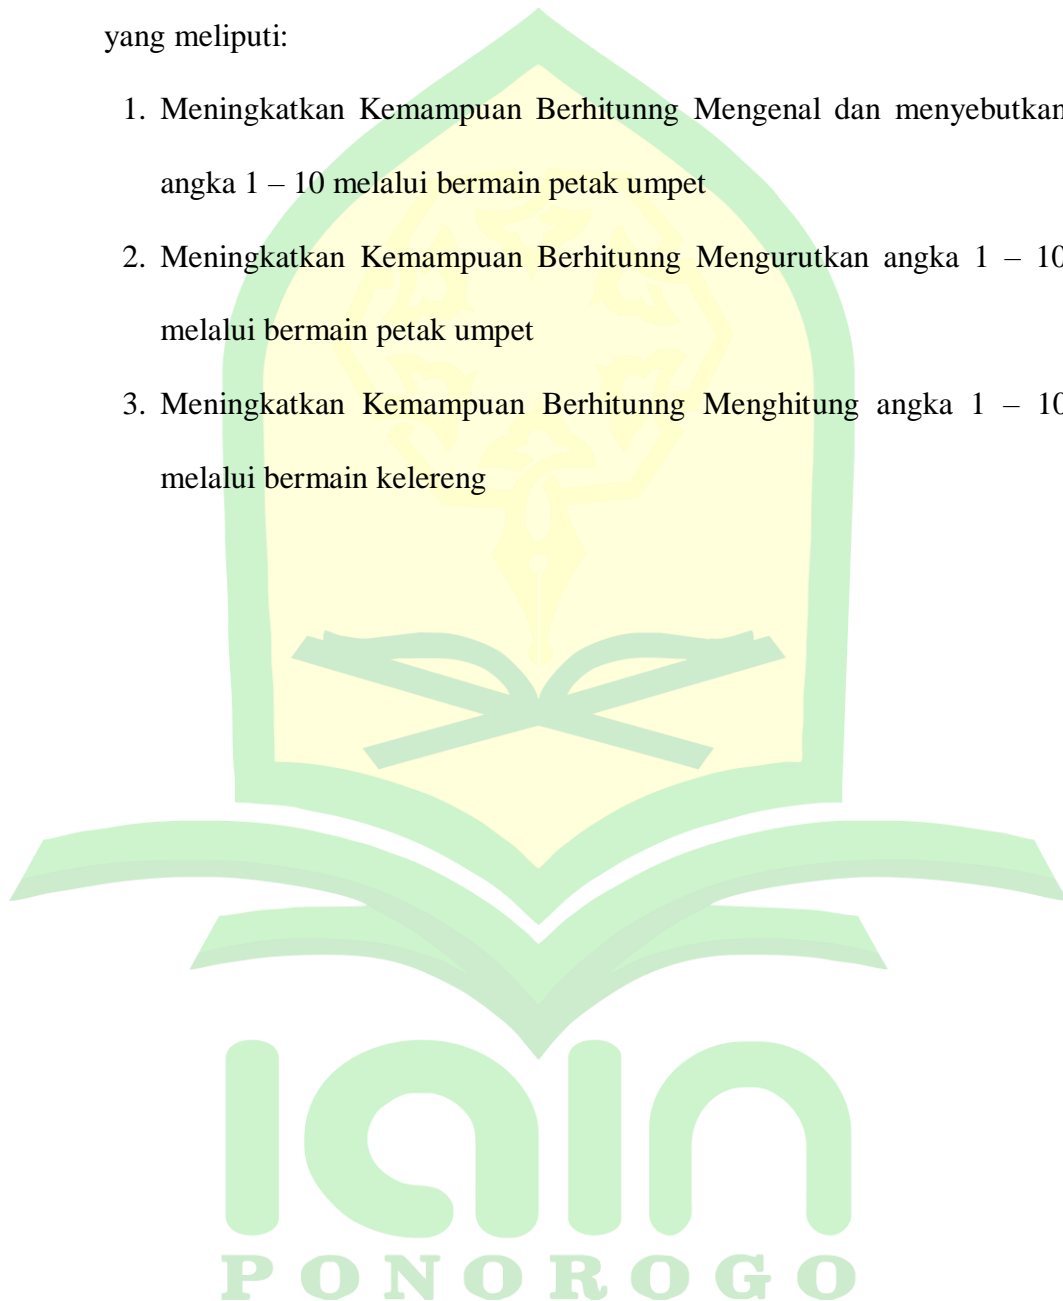 yang meliputi:
1. Meningkatkan Kemampuan Berhitunng Mengenal dan menyebutkan
angka 1 – 10 melalui bermain petak umpet
2. Meningkatkan Kemampuan Berhitunng Mengurutkan angka 1 – 10
melalui bermain petak umpet
3. Meningkatkan Kemampuan Berhitunng Menghitung angka 1 – 10
melalui bermain kelereng
IAIN
PONOROGO